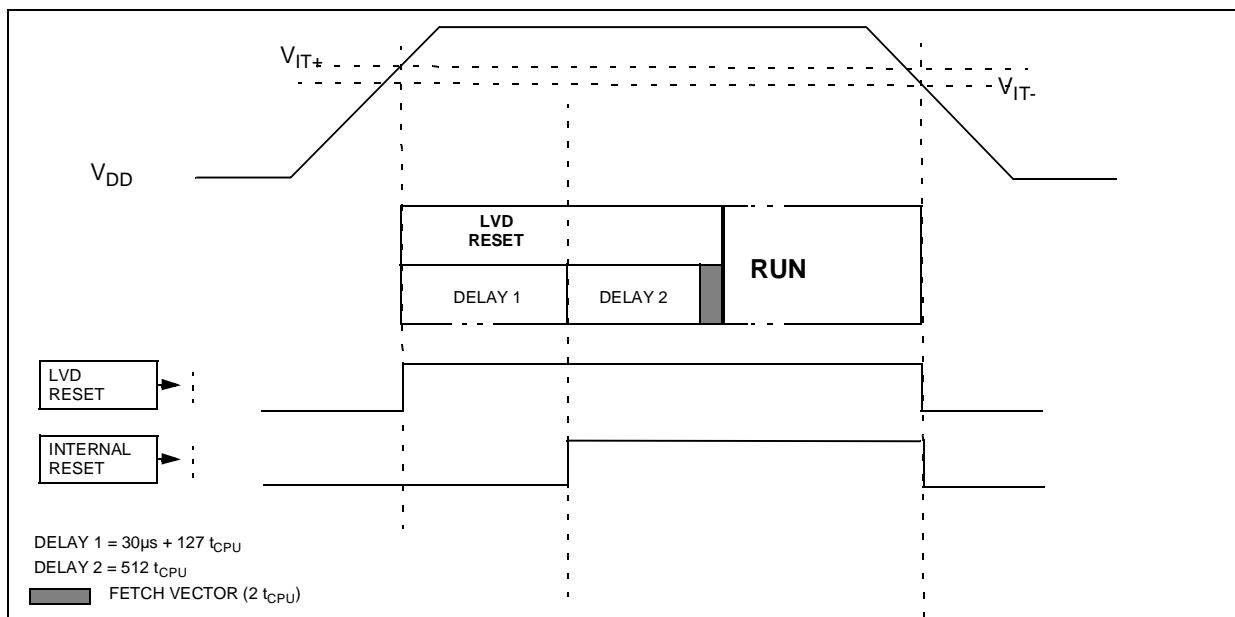 V_IT+
V_IT-
V_DD
LVD
RESET
RUN
DELAY 1
DELAY 2
LVD
RESET
INTERNAL
RESET
DELAY 1 = 30µs + 127 t_CPU
DELAY 2 = 512 t_CPU
FETCH VECTOR (2 t_CPU)